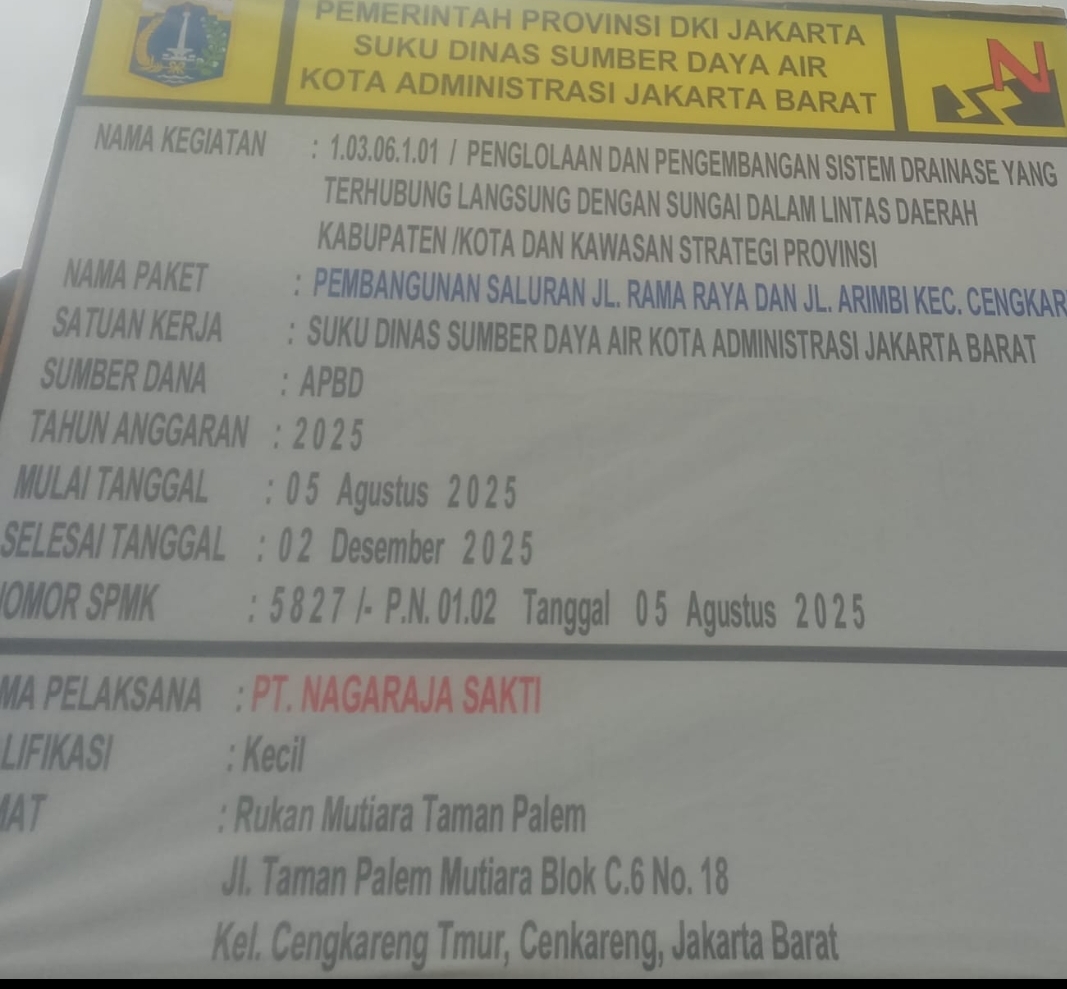 PEMERINTAH PROVINSI DKI JAKARTA
SUKU DINAS SUMBER DAYA AIR
KOTA ADMINISTRASI JAKARTA BARAT
NAMA KEGIATAN : 1.03.06.1.01 / PENGLOLAAN DAN PENGEMBANGAN SISTEM DRAINASE YANG
TERHUBUNG LANGSUNG DENGAN SUNGAI DALAM LINTAS DAERAH
KABUPATEN /KOTA DAN KAWASAN STRATEGI PROVINSI
NAMA PAKET : PEMBANGUNAN SALURAN JL. RAMA RAYA DAN JL. ARIMBI KEC. CENGKAR
SATUAN KERJA : SUKU DINAS SUMBER DAYA AIR KOTA ADMINISTRASI JAKARTA BARAT
SUMBER DANA : APBD
TAHUN ANGGARAN : 2025
MULAI TANGGAL : 05 Agustus 2025
SELESAI TANGGAL : 02 Desember 2025
NOMOR SPMK : 5827 /- P.N. 01.02 Tanggal 05 Agustus 2025
MA PELAKSANA : PT. NAGARAJA SAKTI
LIFIKASI : Kecil
MAT : Rukan Mutiara Taman Palem
Jl. Taman Palem Mutiara Blok C.6 No. 18
Kel. Cengkareng Tmur, Cenkareng, Jakarta Barat